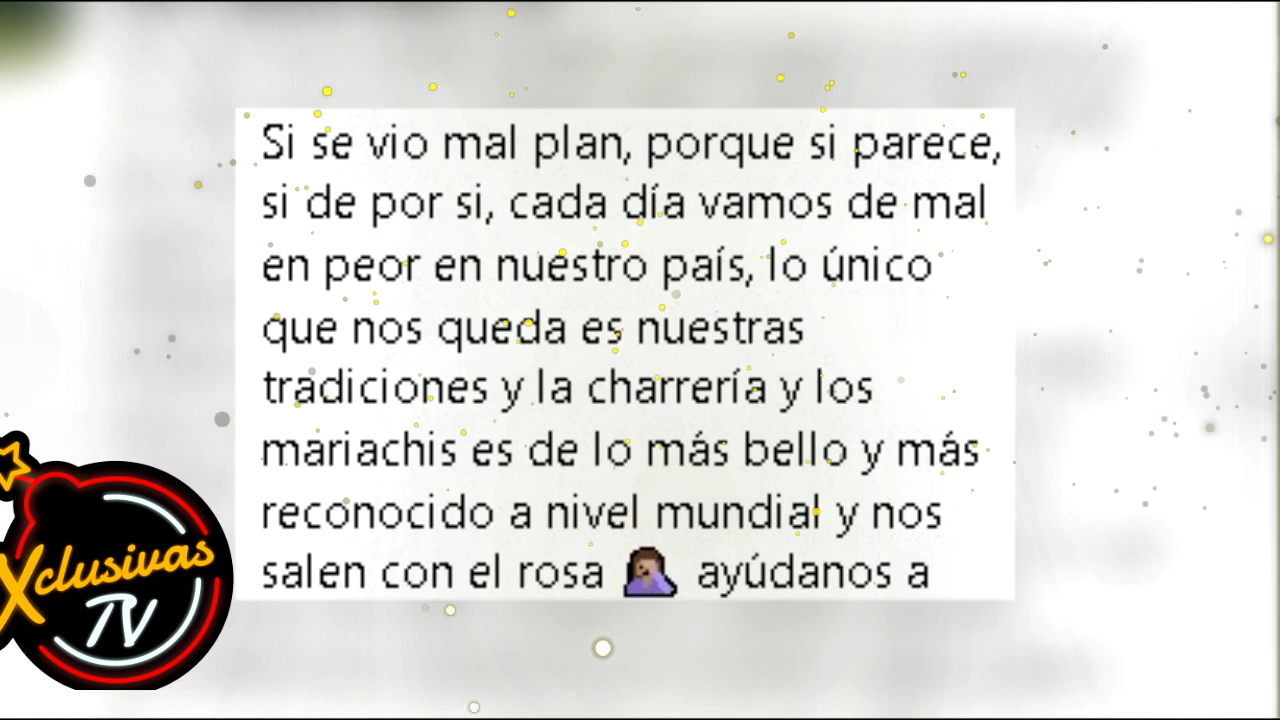 Si se vio mal plan, porque si parece,
si de por si, cada día vamos de mal
en peor en nuestro país, lo único
que nos queda es nuestras
tradiciones y la charrería y los
mariachis es de lo más bello y más
reconocido a nivel mundial y nos
salen con el rosa 🤦🏽‍♀️ ayúdanos a
Xclusivas
TV